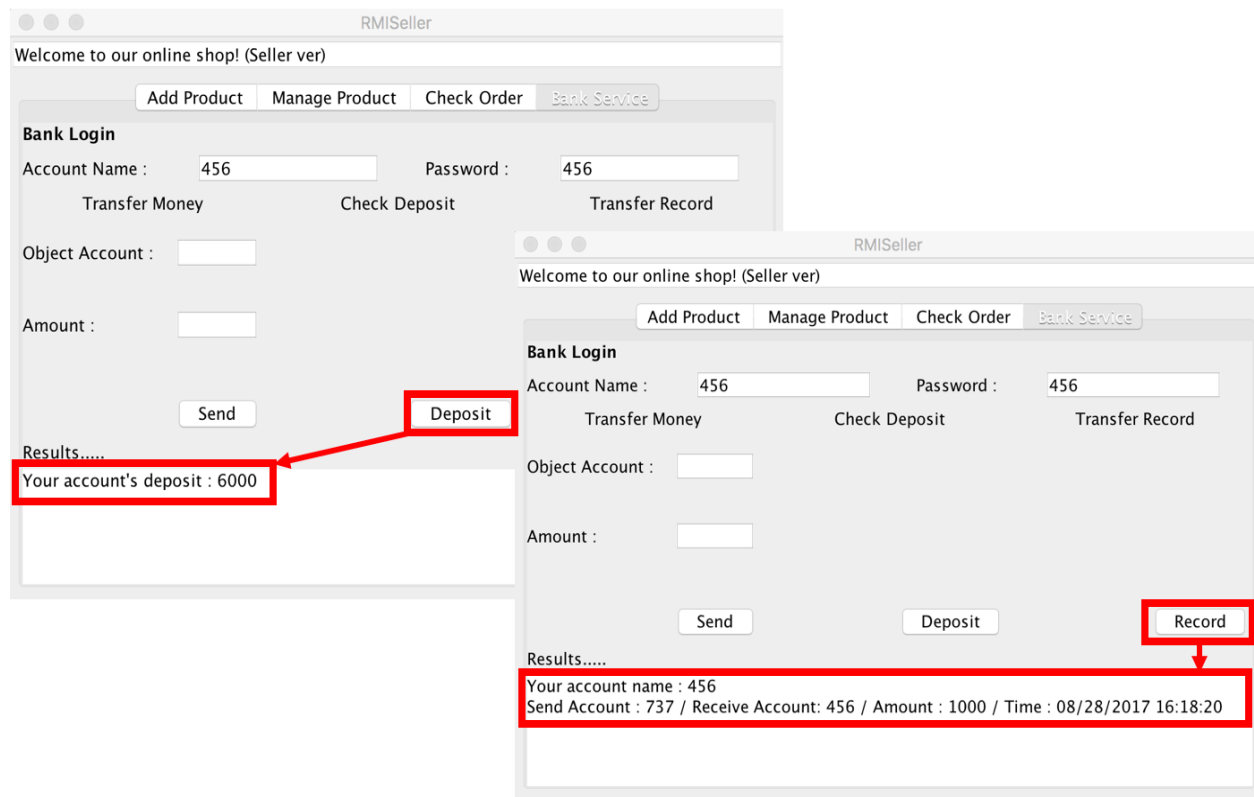 RMISeller
Welcome to our online shop! (Seller ver)
Add Product Manage Product Check Order Bank Service
Bank Login
Account Name : 456 Password : 456
Transfer Money Check Deposit Transfer Record
Object Account :
Amount :
Send Deposit
Results.....
Your account's deposit : 6000
RMISeller
Welcome to our online shop! (Seller ver)
Add Product Manage Product Check Order Bank Service
Bank Login
Account Name : 456 Password : 456
Transfer Money Check Deposit Transfer Record
Object Account :
Amount :
Send Deposit Record
Results.....
Your account name : 456
Send Account : 737 / Receive Account: 456 / Amount : 1000 / Time : 08/28/2017 16:18:20